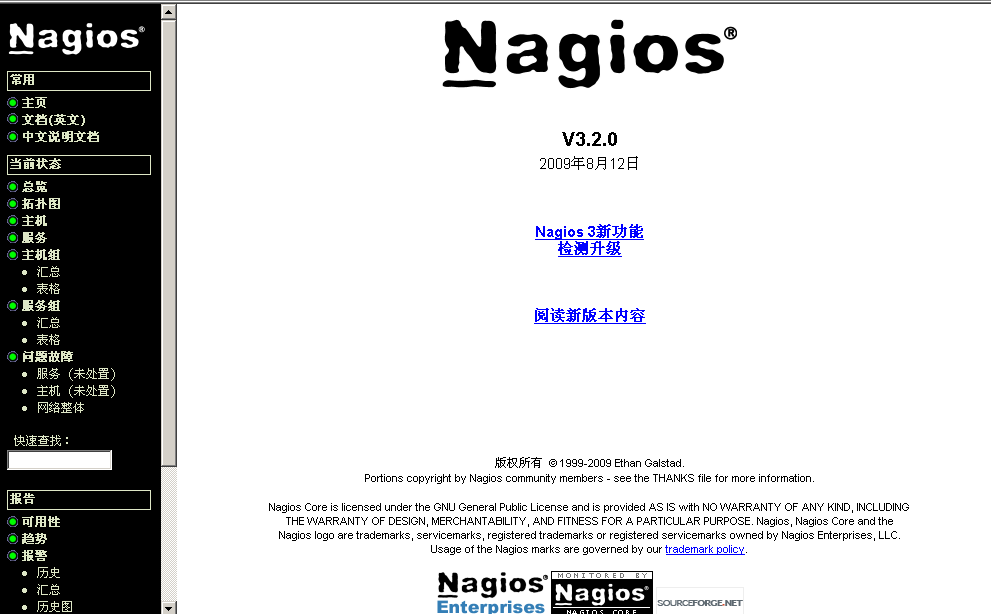 Nagios®
常用
主页
文档(英文)
中文说明文档
当前状态
总览
拓扑图
主机
服务
主机组
汇总
表格
服务组
汇总
表格
问题故障
服务（未处置）
主机（未处置）
网络整体
快速查找：
报告
可用性
趋势
报警
历史
汇总
历史图
Nagios®
V3.2.0
2009年8月12日
Nagios 3新功能
检测升级
阅读新版本内容
版权所有 © 1999-2009 Ethan Galstad.
Portions copyright by Nagios community members - see the THANKS file for more information.
Nagios Core is licensed under the GNU General Public License and is provided AS IS with NO WARRANTY OF ANY KIND, INCLUDING
THE WARRANTY OF DESIGN, MERCHANTABILITY, AND FITNESS FOR A PARTICULAR PURPOSE. Nagios, Nagios Core and the
Nagios logo are trademarks, servicemarks, registered trademarks or registered servicemarks owned by Nagios Enterprises, LLC.
Usage of the Nagios marks are governed by our trademark policy.
Nagios®
Enterprises
MONITORED BY
Nagios®
NAGIOS CORE
SOURCEFORGE.NET